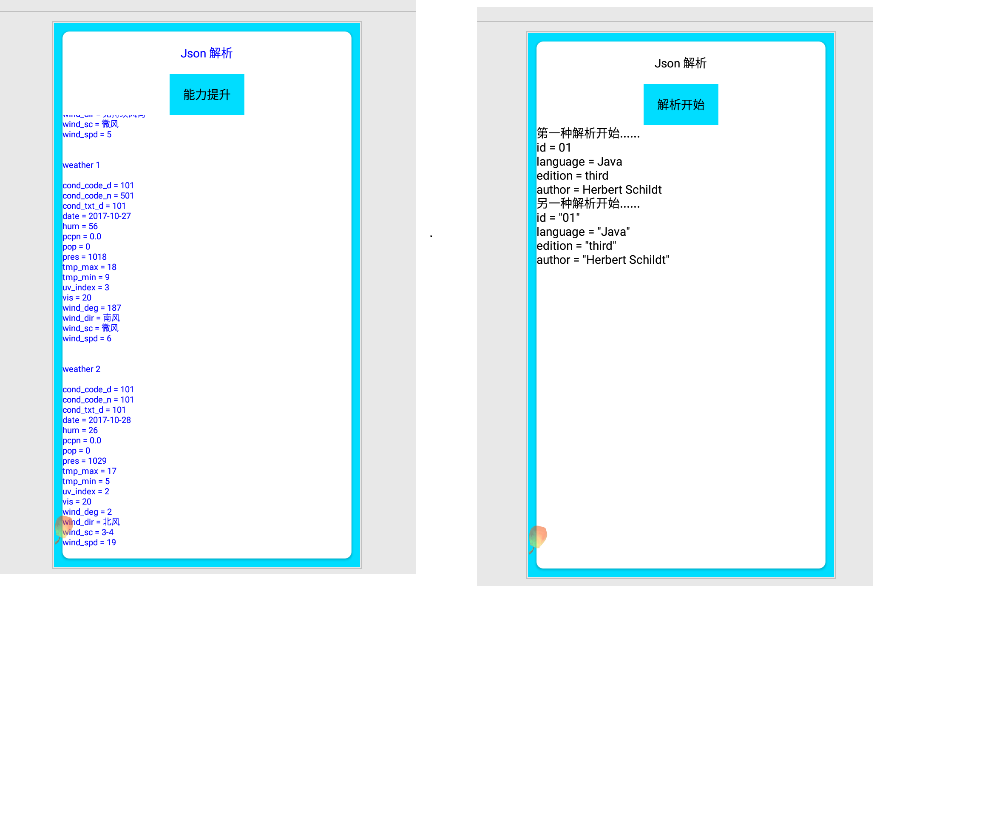 Json 解析
能力提升
wind_sc = 微风
wind_spd = 5
weather 1
cond_code_d = 101
cond_code_n = 501
cond_txt_d = 101
date = 2017-10-27
hum = 56
pcpn = 0.0
pop = 0
pres = 1018
tmp_max = 18
tmp_min = 9
uv_index = 3
vis = 20
wind_deg = 187
wind_dir = 南风
wind_sc = 微风
wind_spd = 6
weather 2
cond_code_d = 101
cond_code_n = 101
cond_txt_d = 101
date = 2017-10-28
hum = 26
pcpn = 0.0
pop = 0
pres = 1029
tmp_max = 17
tmp_min = 5
uv_index = 2
vis = 20
wind_deg = 2
wind_dir = 北风
wind_sc = 3-4
wind_spd = 19
Json 解析
解析开始
第一种解析开始......
id = 01
language = Java
edition = third
author = Herbert Schildt
另一种解析开始......
id = "01"
language = "Java"
edition = "third"
author = "Herbert Schildt"